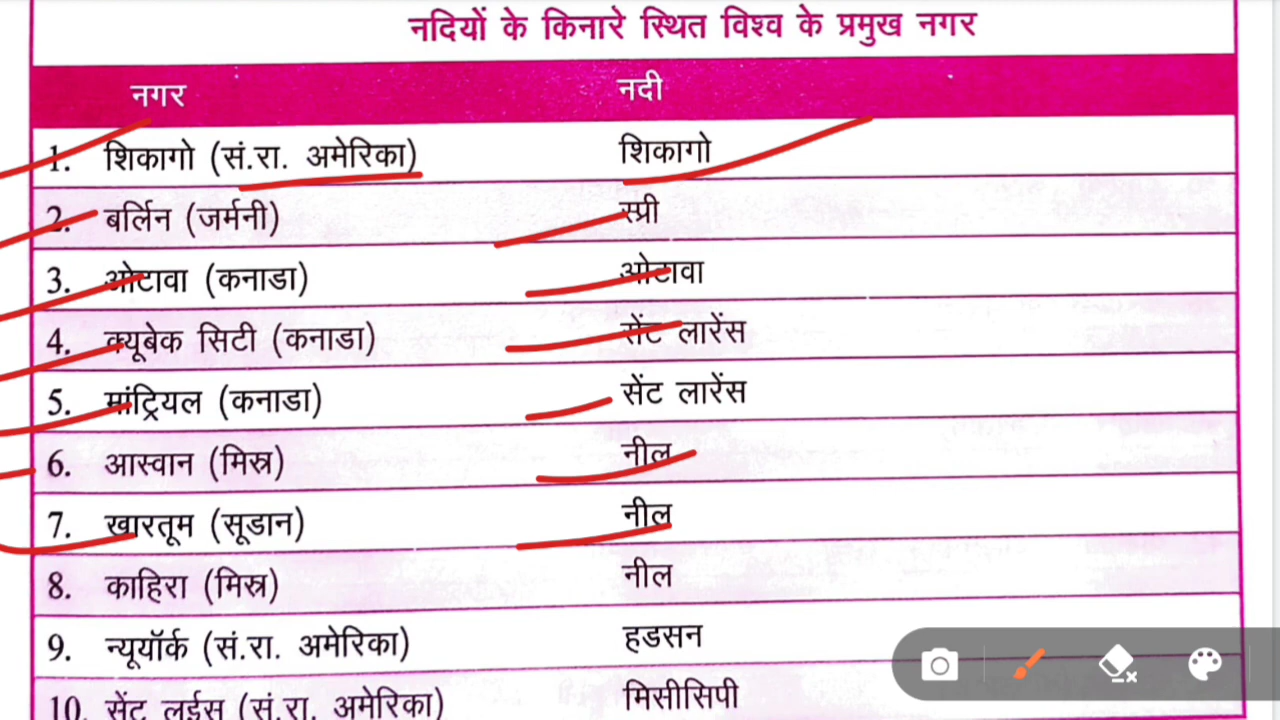 नदियों के किनारे स्थित विश्व के प्रमुख नगर
नगर नदी
1. शिकागो (सं.रा. अमेरिका) शिकागो
2. बर्लिन (जर्मनी) स्प्री
3. ओटावा (कनाडा) ओटावा
4. क्यूबेक सिटी (कनाडा) सेंट लारेंस
5. मांट्रियल (कनाडा) सेंट लारेंस
6. आस्वान (मिस्र) नील
7. खारतूम (सूडान) नील
8. काहिरा (मिस्र) नील
9. न्यूयॉर्क (सं.रा. अमेरिका) हडसन
10. सेंट लुईस (सं.रा. अमेरिका) मिसीसिपी